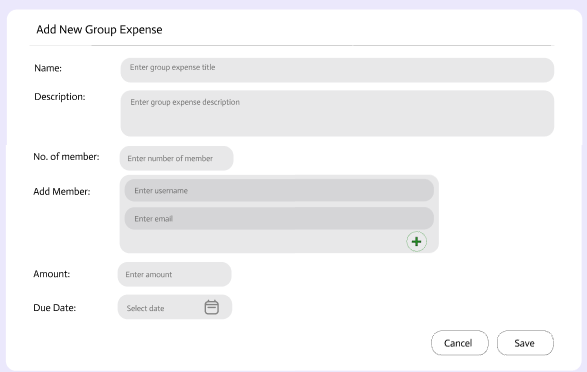 Add New Group Expense
Name: Enter group expense title
Description: Enter group expense description
No. of member: Enter number of member
Add Member: Enter username
Enter email
Amount: Enter amount
Due Date: Select date
Cancel Save